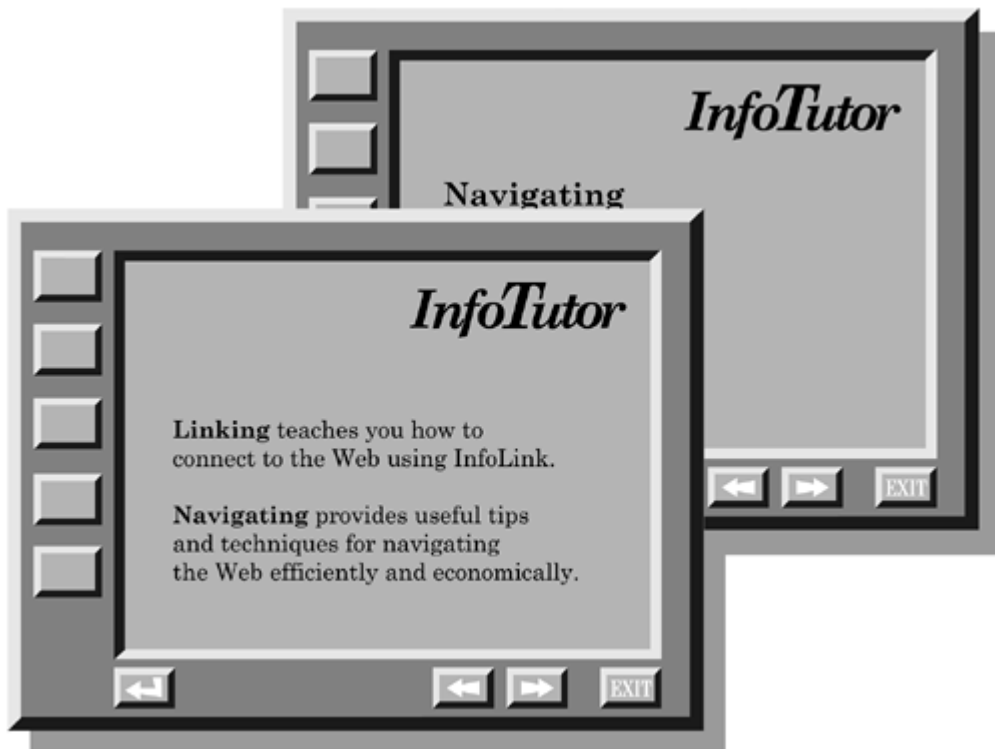 InfoTutor
Navigating
EXIT
InfoTutor
Linking teaches you how to
connect to the Web using InfoLink.
Navigating provides useful tips
and techniques for navigating
the Web efficiently and economically.
EXIT